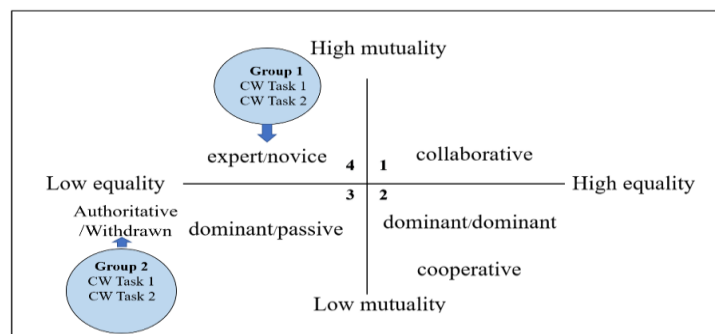 High mutuality
Group 1
CW Task 1
CW Task 2
expert/novice
4
1
collaborative
Low equality
High equality
3
2
Authoritative
/Withdrawn
dominant/passive
dominant/dominant
Group 2
CW Task 1
CW Task 2
cooperative
Low mutuality